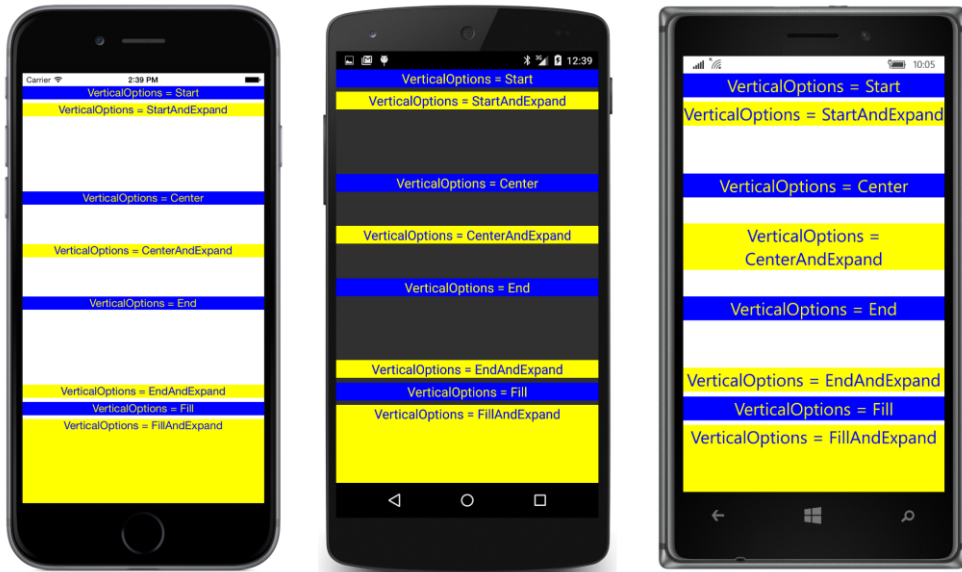 Carrier 2:39 PM
VerticalOptions = Start
VerticalOptions = StartAndExpand
VerticalOptions = Center
VerticalOptions = CenterAndExpand
VerticalOptions = End
VerticalOptions = EndAndExpand
VerticalOptions = Fill
VerticalOptions = FillAndExpand
3G 12:39
VerticalOptions = Start
VerticalOptions = StartAndExpand
VerticalOptions = Center
VerticalOptions = CenterAndExpand
VerticalOptions = End
VerticalOptions = EndAndExpand
VerticalOptions = Fill
VerticalOptions = FillAndExpand
10:05
VerticalOptions = Start
VerticalOptions = StartAndExpand
VerticalOptions = Center
VerticalOptions =
CenterAndExpand
VerticalOptions = End
VerticalOptions = EndAndExpand
VerticalOptions = Fill
VerticalOptions = FillAndExpand